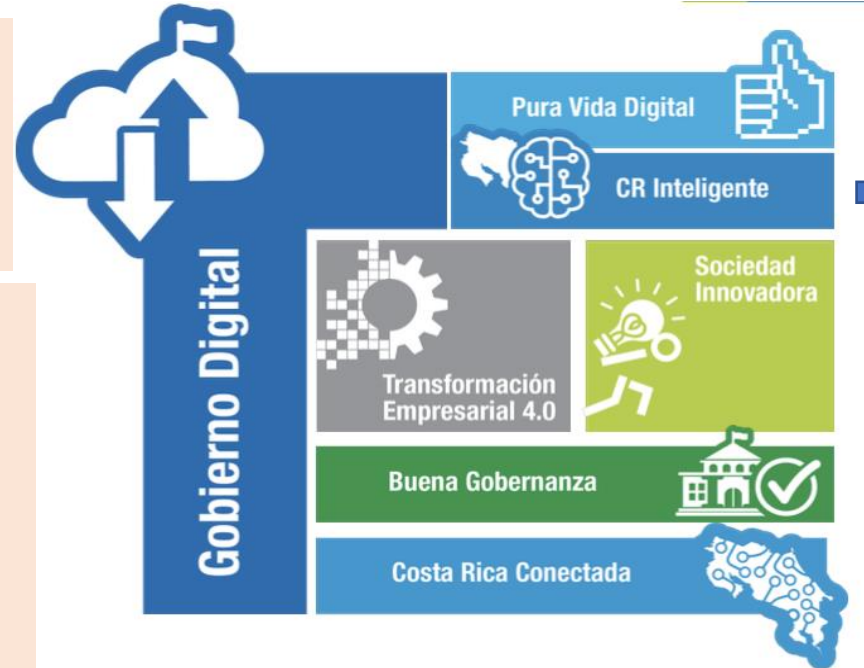 Gobierno Digital
Pura Vida Digital
CR Inteligente
Transformación
Empresarial 4.0
Sociedad
Innovadora
Buena Gobernanza
Costa Rica Conectada